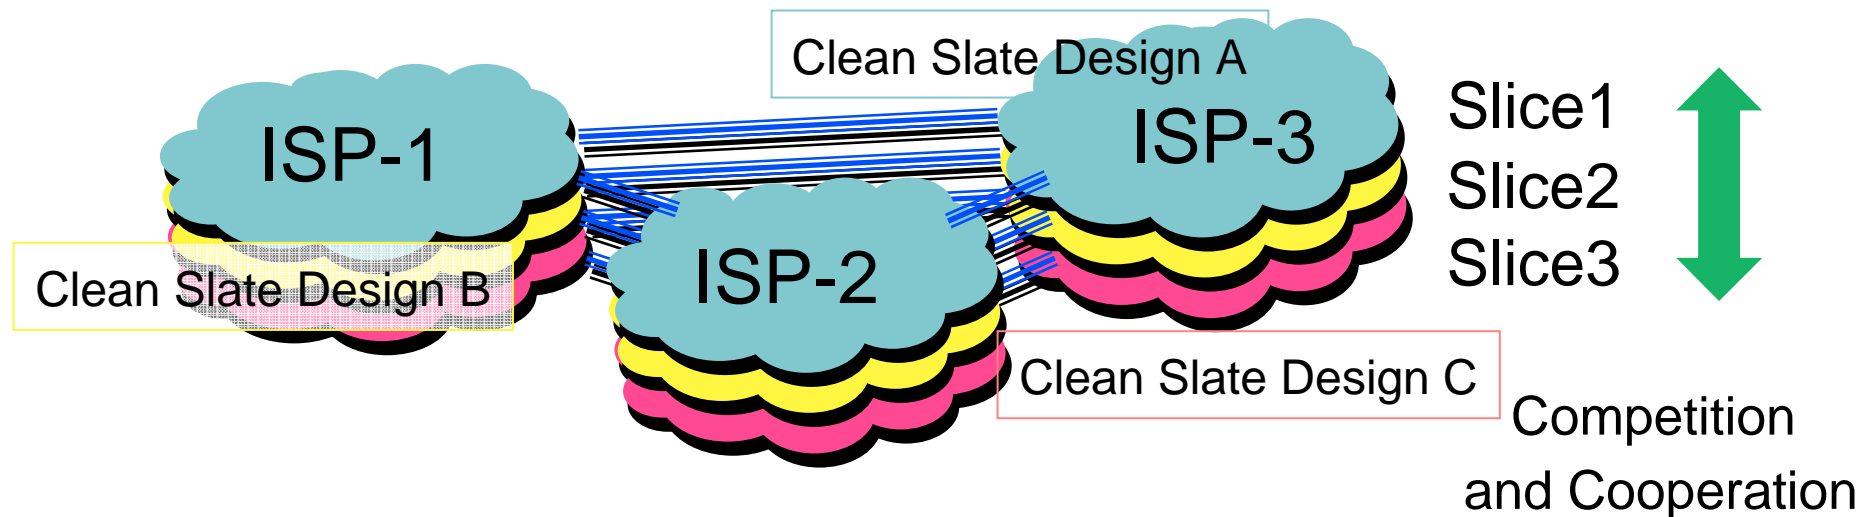 Clean Slate Design A
ISP-1
ISP-3
Slice1
Slice2
Slice3
ISP-2
Clean Slate Design B
Clean Slate Design C
Competition
and Cooperation